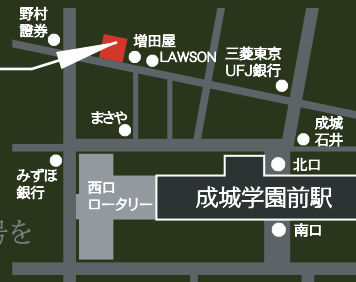 野村
證券
増田屋
LAWSON
三菱東京
UFJ銀行
まさや
成城
石井
みずほ
銀行
西口
ロータリー
北口
成城学園前駅
南口
号を